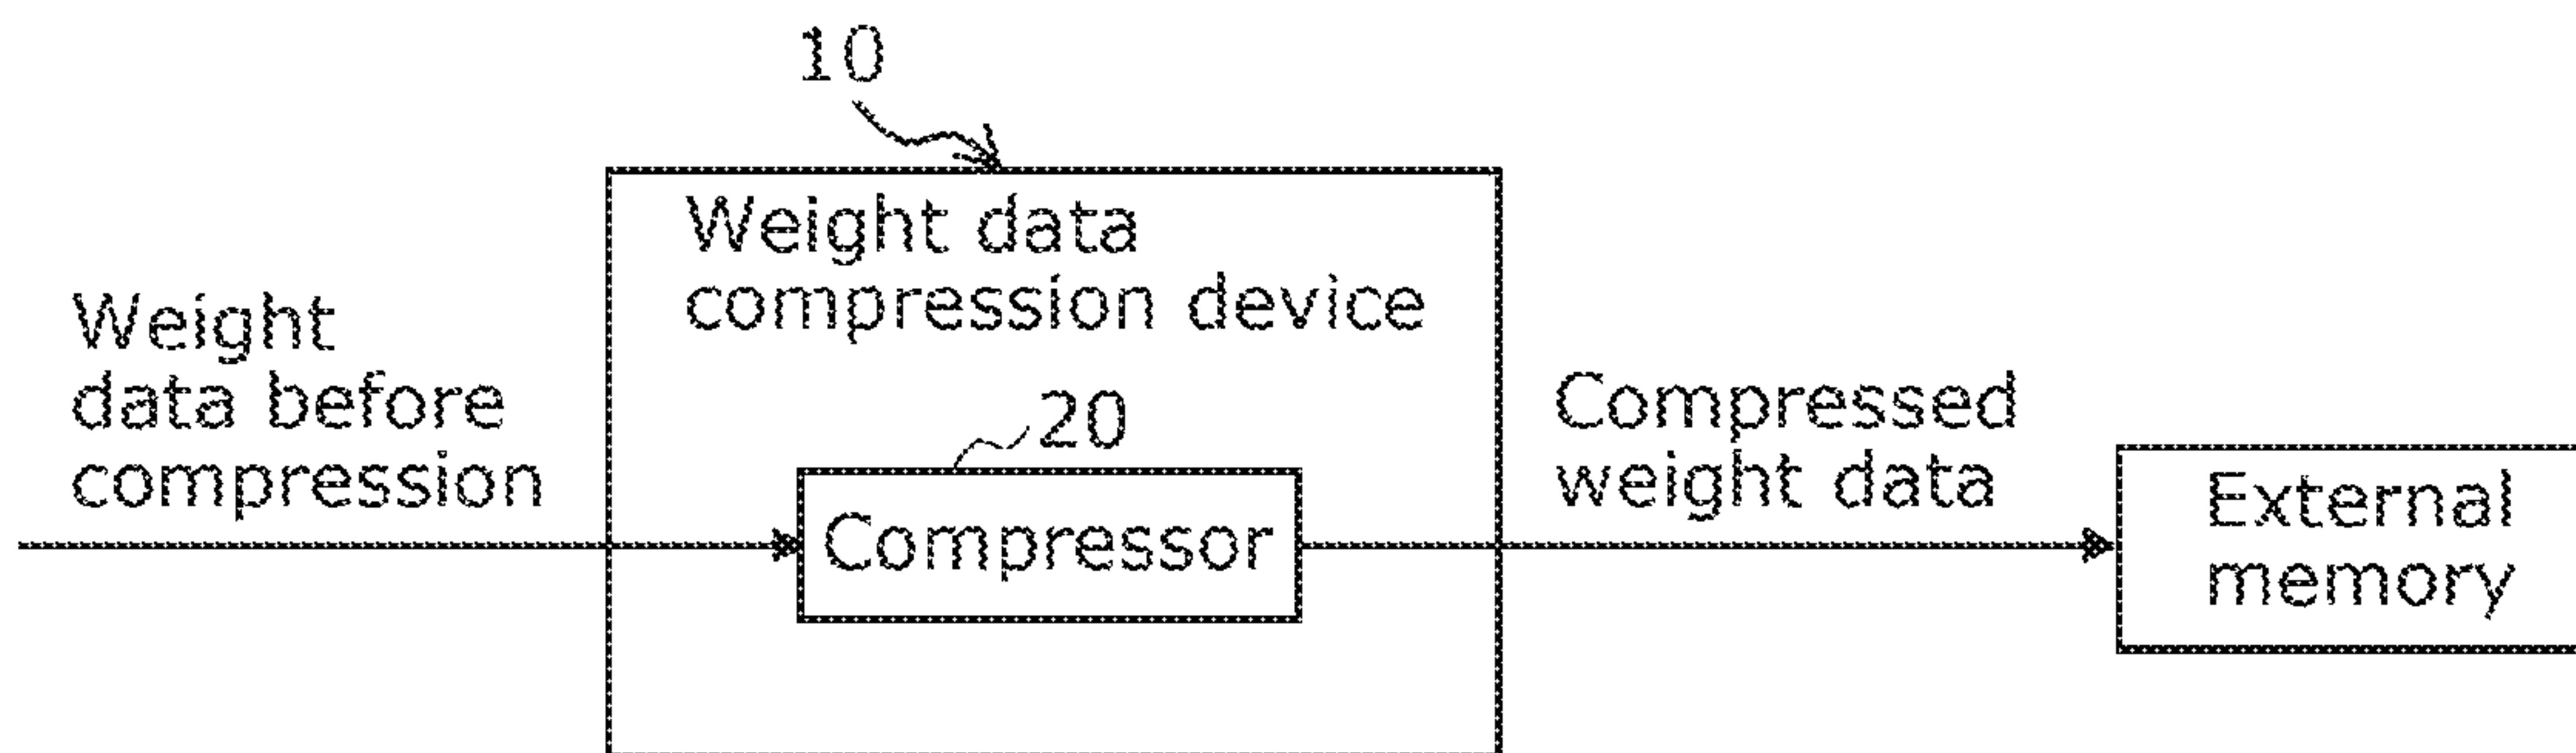 10
Weight data
compression device
Weight
data before
compression
20
Compressor
Compressed
weight data
External
memory